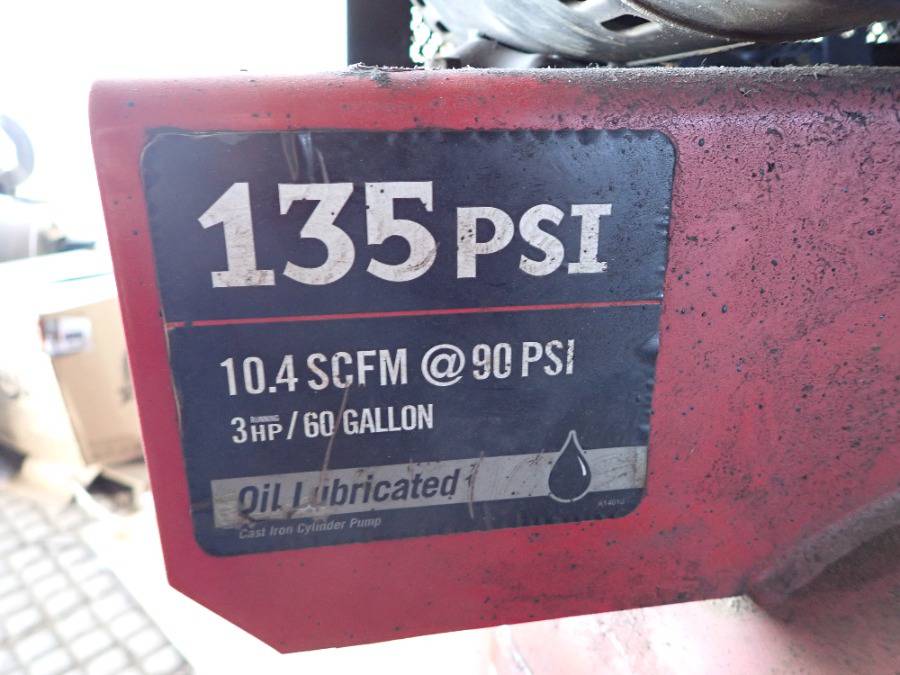 135 PSI
10.4 SCFM @ 90 PSI
3 RUNNING HP / 60 GALLON
Oil Lubricated
Cast Iron Cylinder Pump